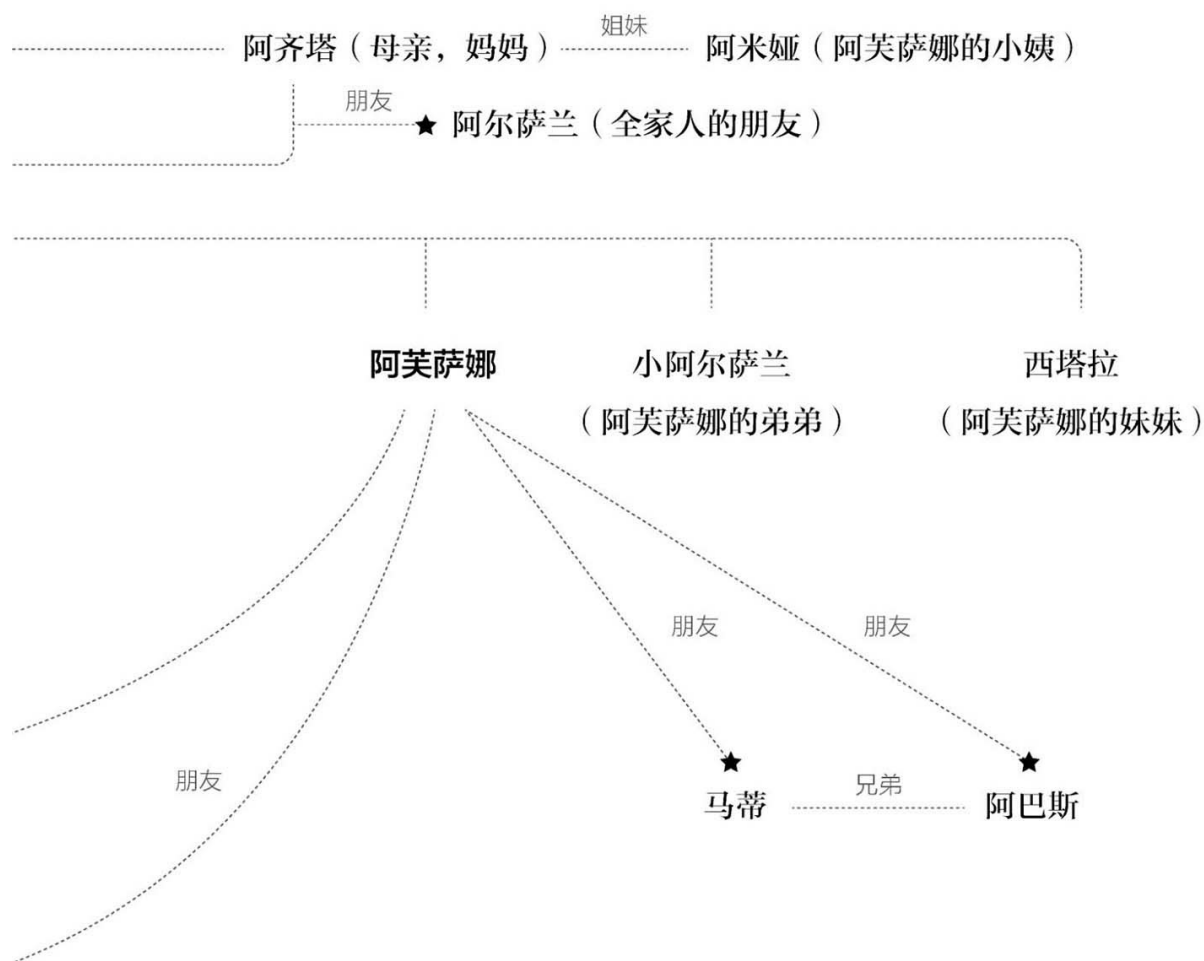 阿齐塔（母亲，妈妈） 姐妹 阿米娅（阿芙萨娜的小姨）
朋友
阿尔萨兰（全家人的朋友）
阿芙萨娜 小阿尔萨兰 西塔拉
（阿芙萨娜的弟弟） （阿芙萨娜的妹妹）
朋友 朋友
朋友
兄弟
马蒂 阿巴斯